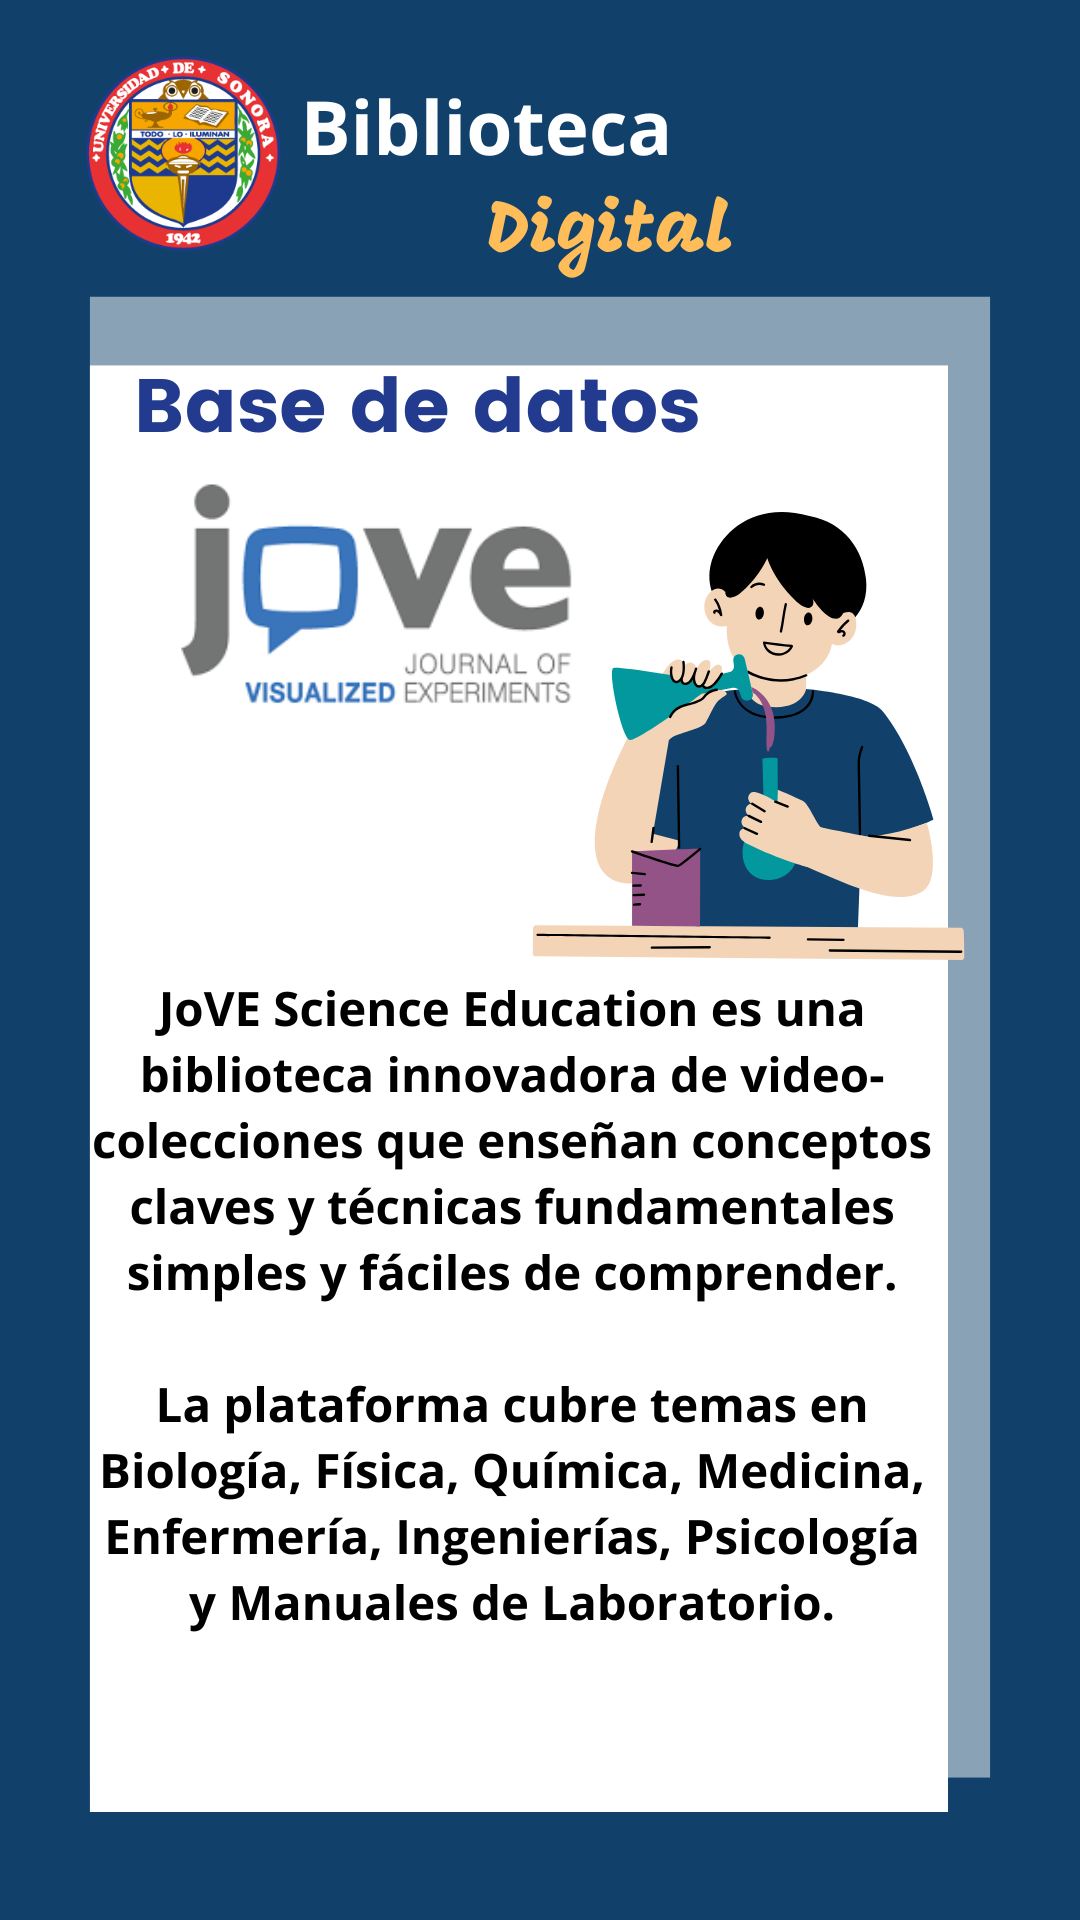 UNIVERSIDAD DE SONORA
TODO · LO · ILUMINAN
1942
Biblioteca
Digital
Base de datos
jove
JOURNAL OF
VISUALIZED EXPERIMENTS
JoVE Science Education es una
biblioteca innovadora de video-
colecciones que enseñan conceptos
claves y técnicas fundamentales
simples y fáciles de comprender.
La plataforma cubre temas en
Biología, Física, Química, Medicina,
Enfermería, Ingenierías, Psicología
y Manuales de Laboratorio.